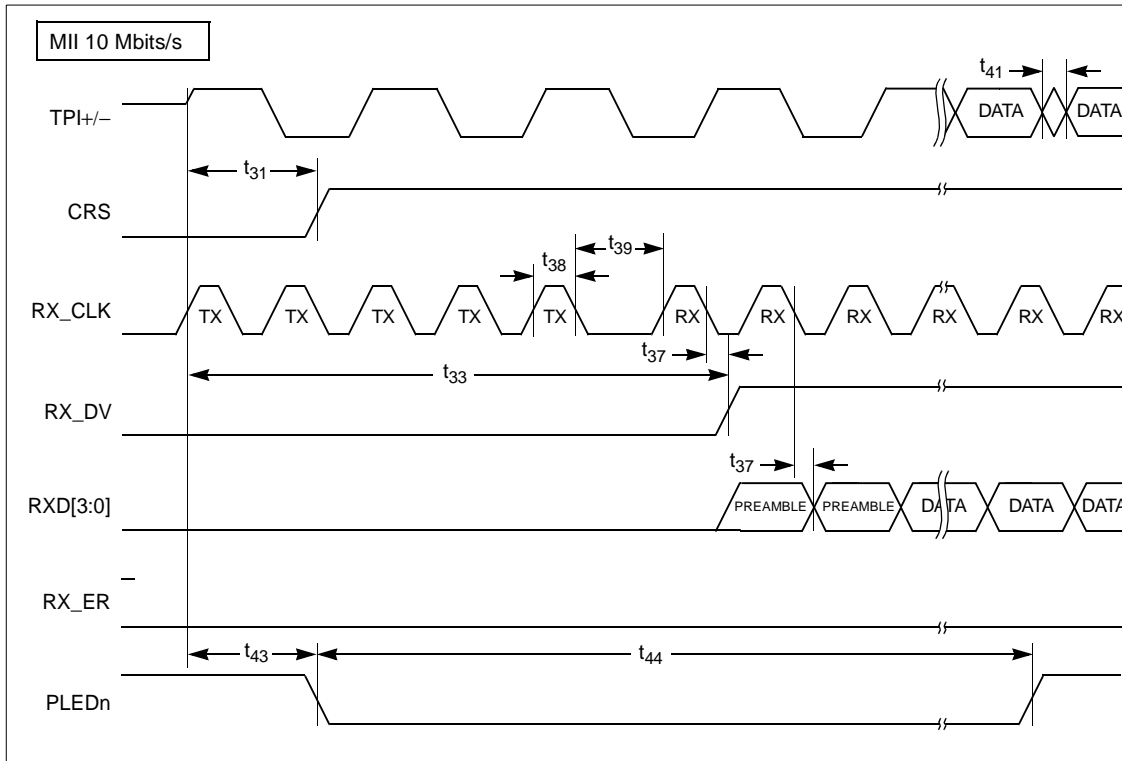 MII 10 Mbits/s
t41
TPI+/−
DATA
DATA
t31
CRS
t38
t39
RX_CLK
TX
TX
TX
TX
TX
RX
RX
RX
RX
RX
RX
t37
t33
RX_DV
t37
RXD[3:0]
PREAMBLE
PREAMBLE
DATA
DATA
DATA
RX_ER
t43
t44
PLEDn